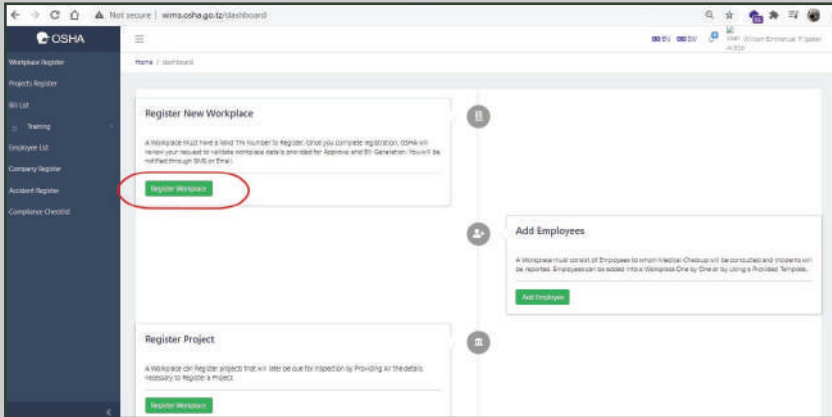 Not secure | wims.osha.go.tz/dashboard
OSHA
EN SW
Workplace Register
Home / dashboard
Projects Register
Bill List
Training
Employee List
Company Register
Accident Register
Compliance Checklist
Register New Workplace
A Workplace Must have a Valid TIN Number to Register. Once you complete registration, OSHA will
review your request to validate workplace details provided for Approval and Bill Generation. You will be
notified through SMS or Email.
Register Workplace
Add Employees
A Workplace must consist of Employees to whom Medical Checkup will be conducted and incidents will
be reported. Employees can be added into a Workplace One by One or by Using a Provided Template.
Add Employee
Register Project
A Workplace can Register projects that will later be due for inspection by Providing All the details
necessary to Register a Project
Register Workplace